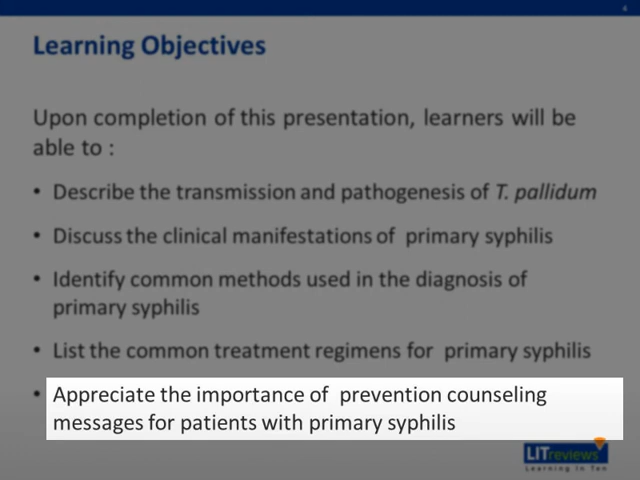 4
Learning Objectives
Upon completion of this presentation, learners will be
able to :
• Describe the transmission and pathogenesis of T. pallidum
• Discuss the clinical manifestations of primary syphilis
• Identify common methods used in the diagnosis of
primary syphilis
• List the common treatment regimens for primary syphilis
• Appreciate the importance of prevention counseling
messages for patients with primary syphilis
LITreviews
Learning In Ten